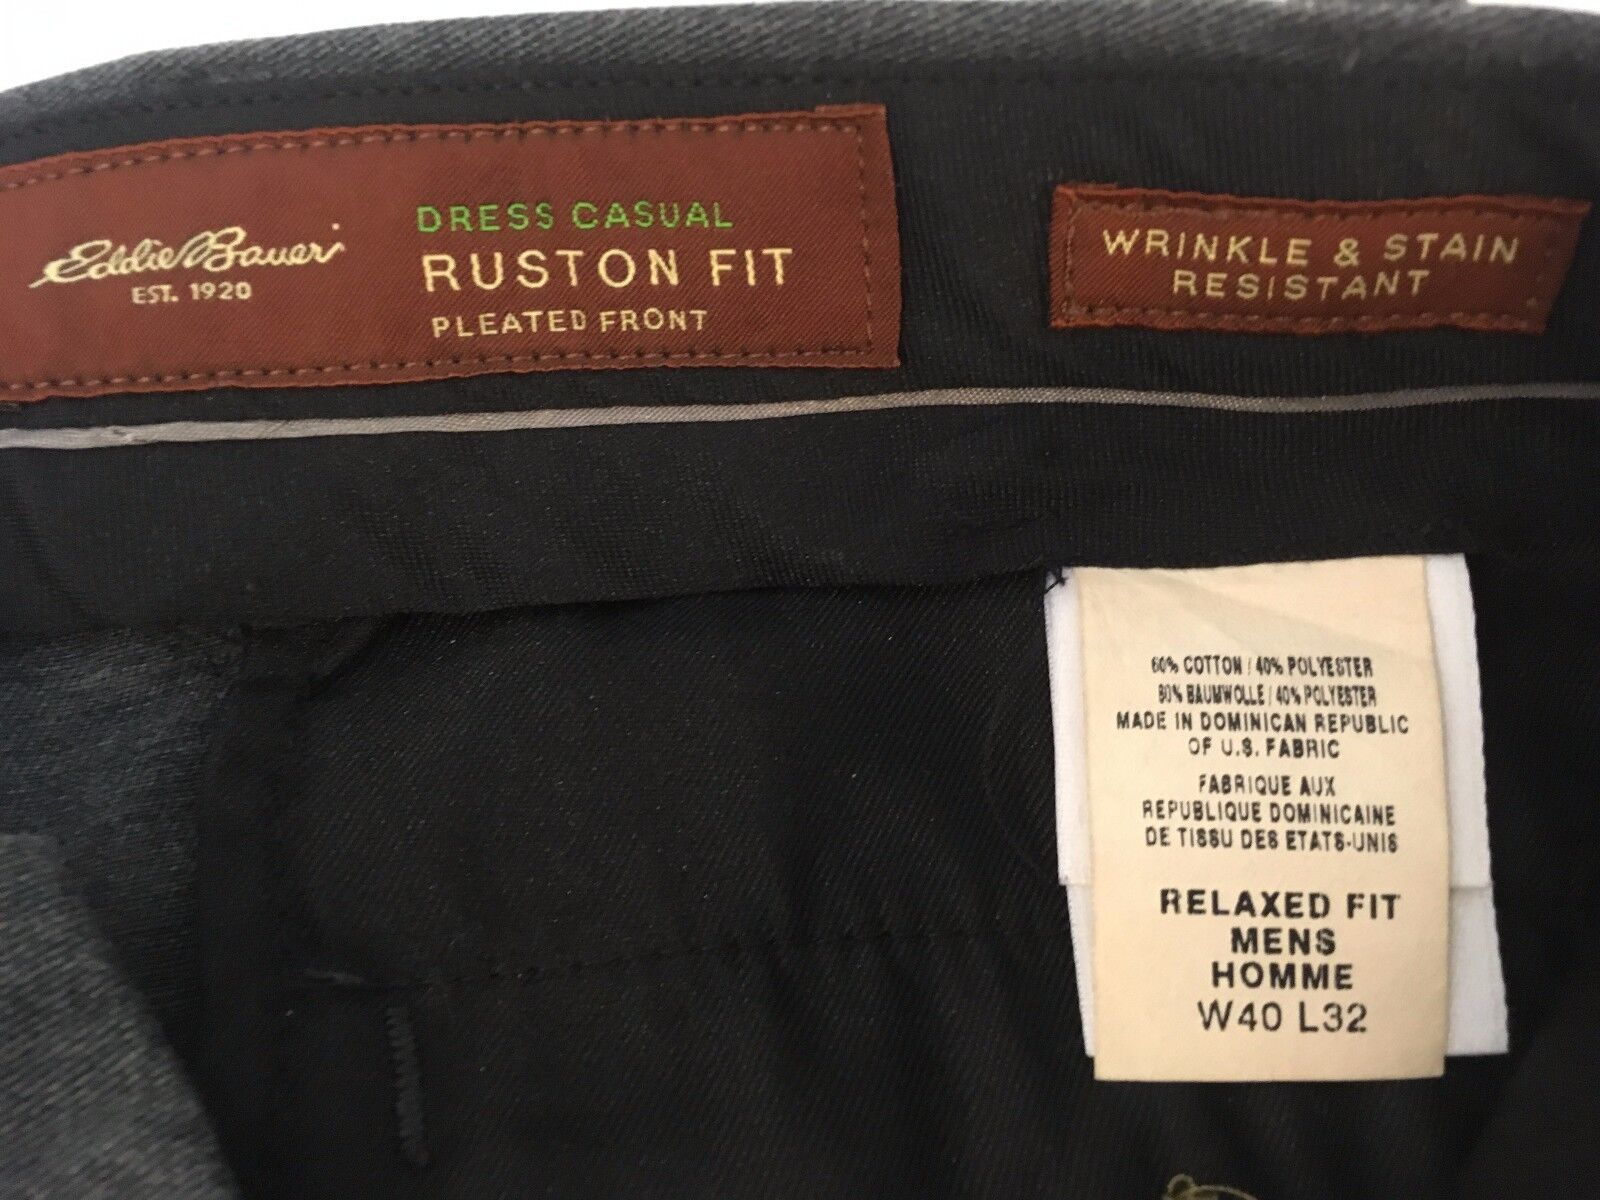 Eddie Bauer
EST. 1920
DRESS CASUAL
RUSTON FIT
PLEATED FRONT
WRINKLE & STAIN
RESISTANT
60% COTTON / 40% POLYESTER
60% BAUMWOLLE / 40% POLYESTER
MADE IN DOMINICAN REPUBLIC
OF U.S. FABRIC
FABRIQUE AUX
REPUBLIQUE DOMINICAINE
DE TISSU DES ETATS-UNIS
RELAXED FIT
MENS
HOMME
W40 L32